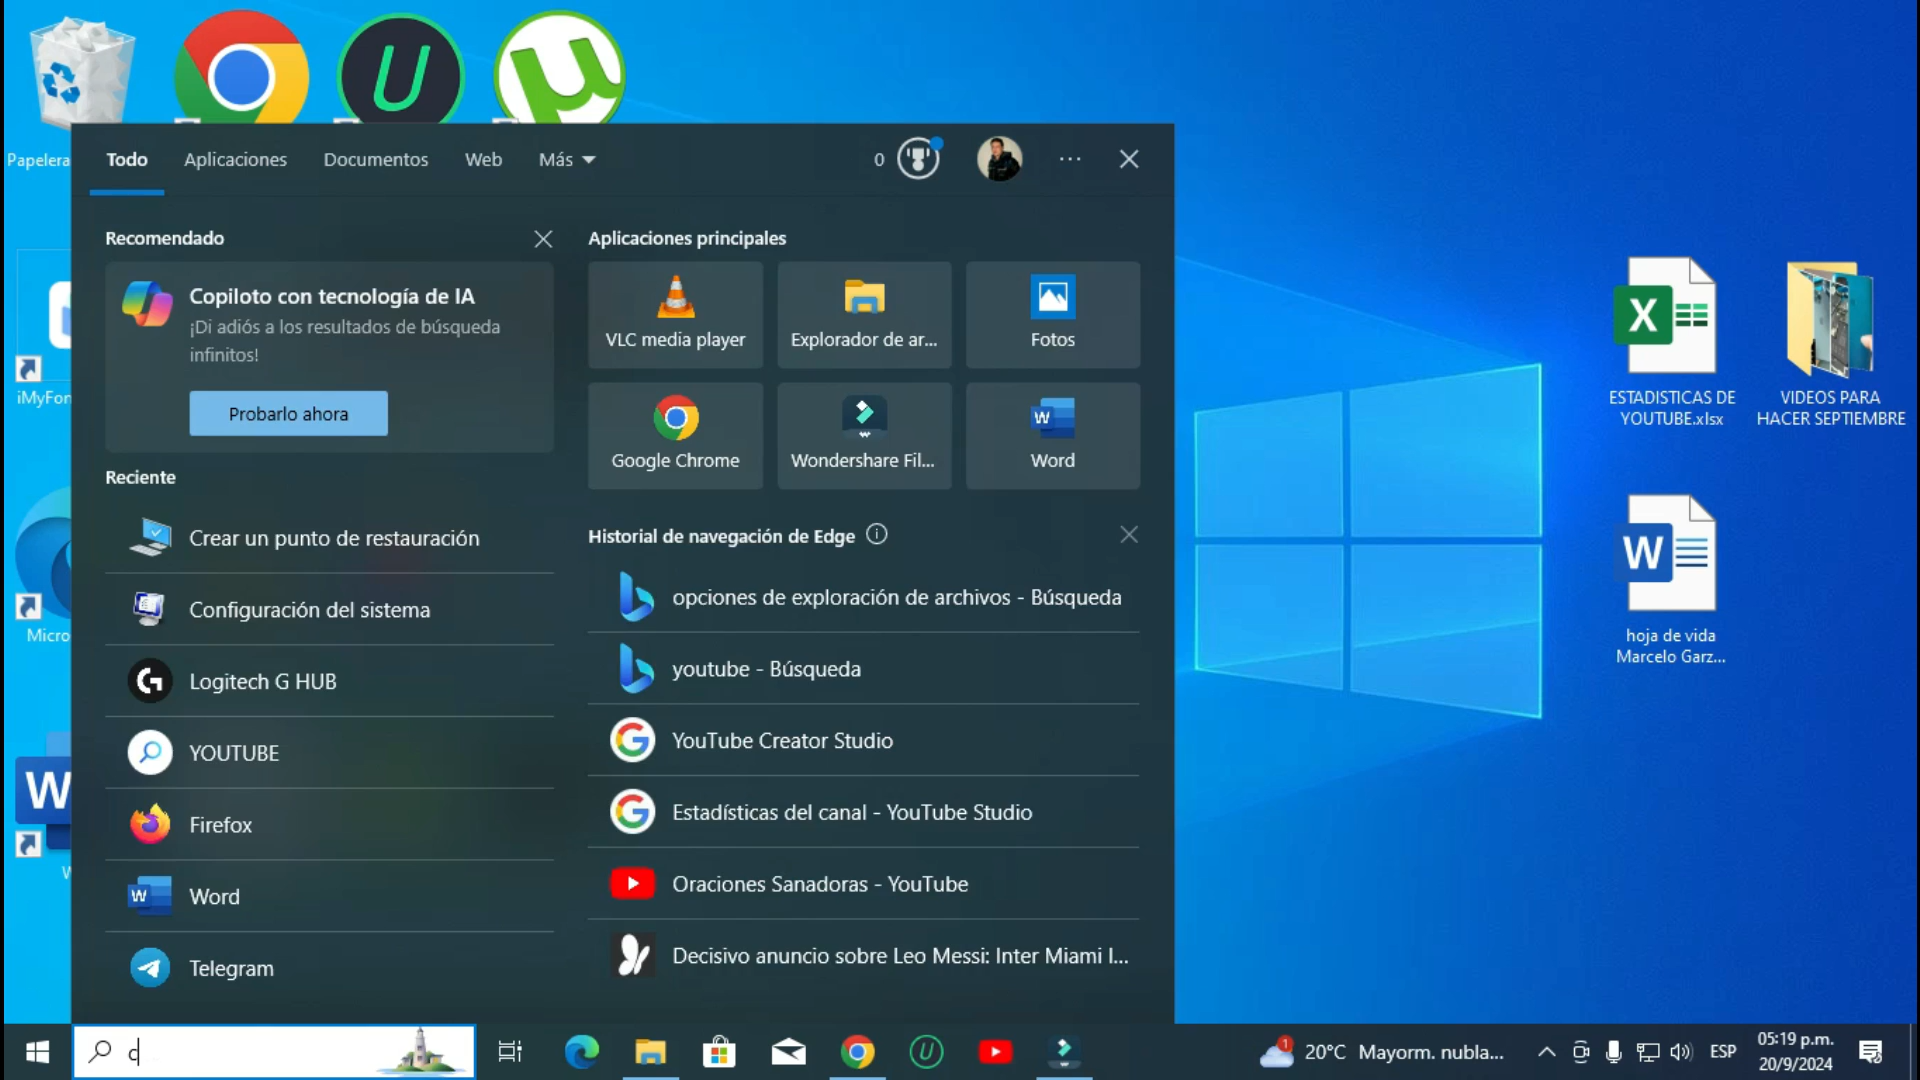 Papelera
iMyFon
Micro
W
Todo
Aplicaciones
Documentos
Web
Más
0
Recomendado
Copiloto con tecnología de IA
¡Di adiós a los resultados de búsqueda
infinitos!
Probarlo ahora
Reciente
Crear un punto de restauración
Configuración del sistema
Logitech G HUB
YOUTUBE
Firefox
Word
Telegram
Aplicaciones principales
VLC media player
Explorador de ar...
Fotos
Google Chrome
Wondershare Fil...
Word
Historial de navegación de Edge
opciones de exploración de archivos - Búsqueda
youtube - Búsqueda
YouTube Creator Studio
Estadísticas del canal - YouTube Studio
Oraciones Sanadoras - YouTube
Decisivo anuncio sobre Leo Messi: Inter Miami I...
ESTADISTICAS DE
YOUTUBE.xlsx
VIDEOS PARA
HACER SEPTIEMBRE
hoja de vida
Marcelo Garz...
c
1
20°C Mayorm. nubla...
ESP
05:19 p.m.
20/9/2024